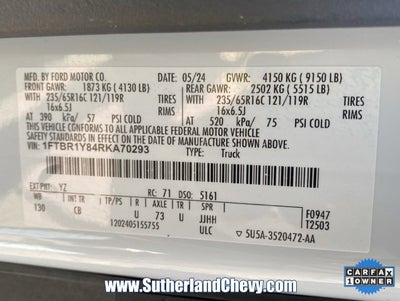 MFD. BY FORD MOTOR CO. 05/24 GVWR: 4150 KG ( 9150 LB)
FRONT GAWR: 1873 KG ( 4130 LB) REAR GAWR: 2502 KG ( 5515 LB)
WITH WITH
235/65R16C 121/119R TIRES 235/65R16C 121/119R TIRES
16x6.5J RIMS 16x6.5J RIMS
AT 390 kPa/ 57 PSI COLD AT 520 kPa/ 75 PSI COLD
THIS VEHICLE CONFORMS TO ALL APPLICABLE FEDERAL MOTOR VEHICLE
SAFETY STANDARDS IN EFFECT ON THE DATE OF MANUFACTURE SHOWN ABOVE.
VIN: 1FTBR1Y84RKA70293 TYPE: Truck
EXT PNT: YZ RC: 71 DSO: 5161
WB U AXLE TR SPR F0947
130 CB U 73 U JJHH T2503
1202405155755 ULC 5U5A-3520472-AA
www.SutherlandChevy.com
CARFAX
1 OWNER